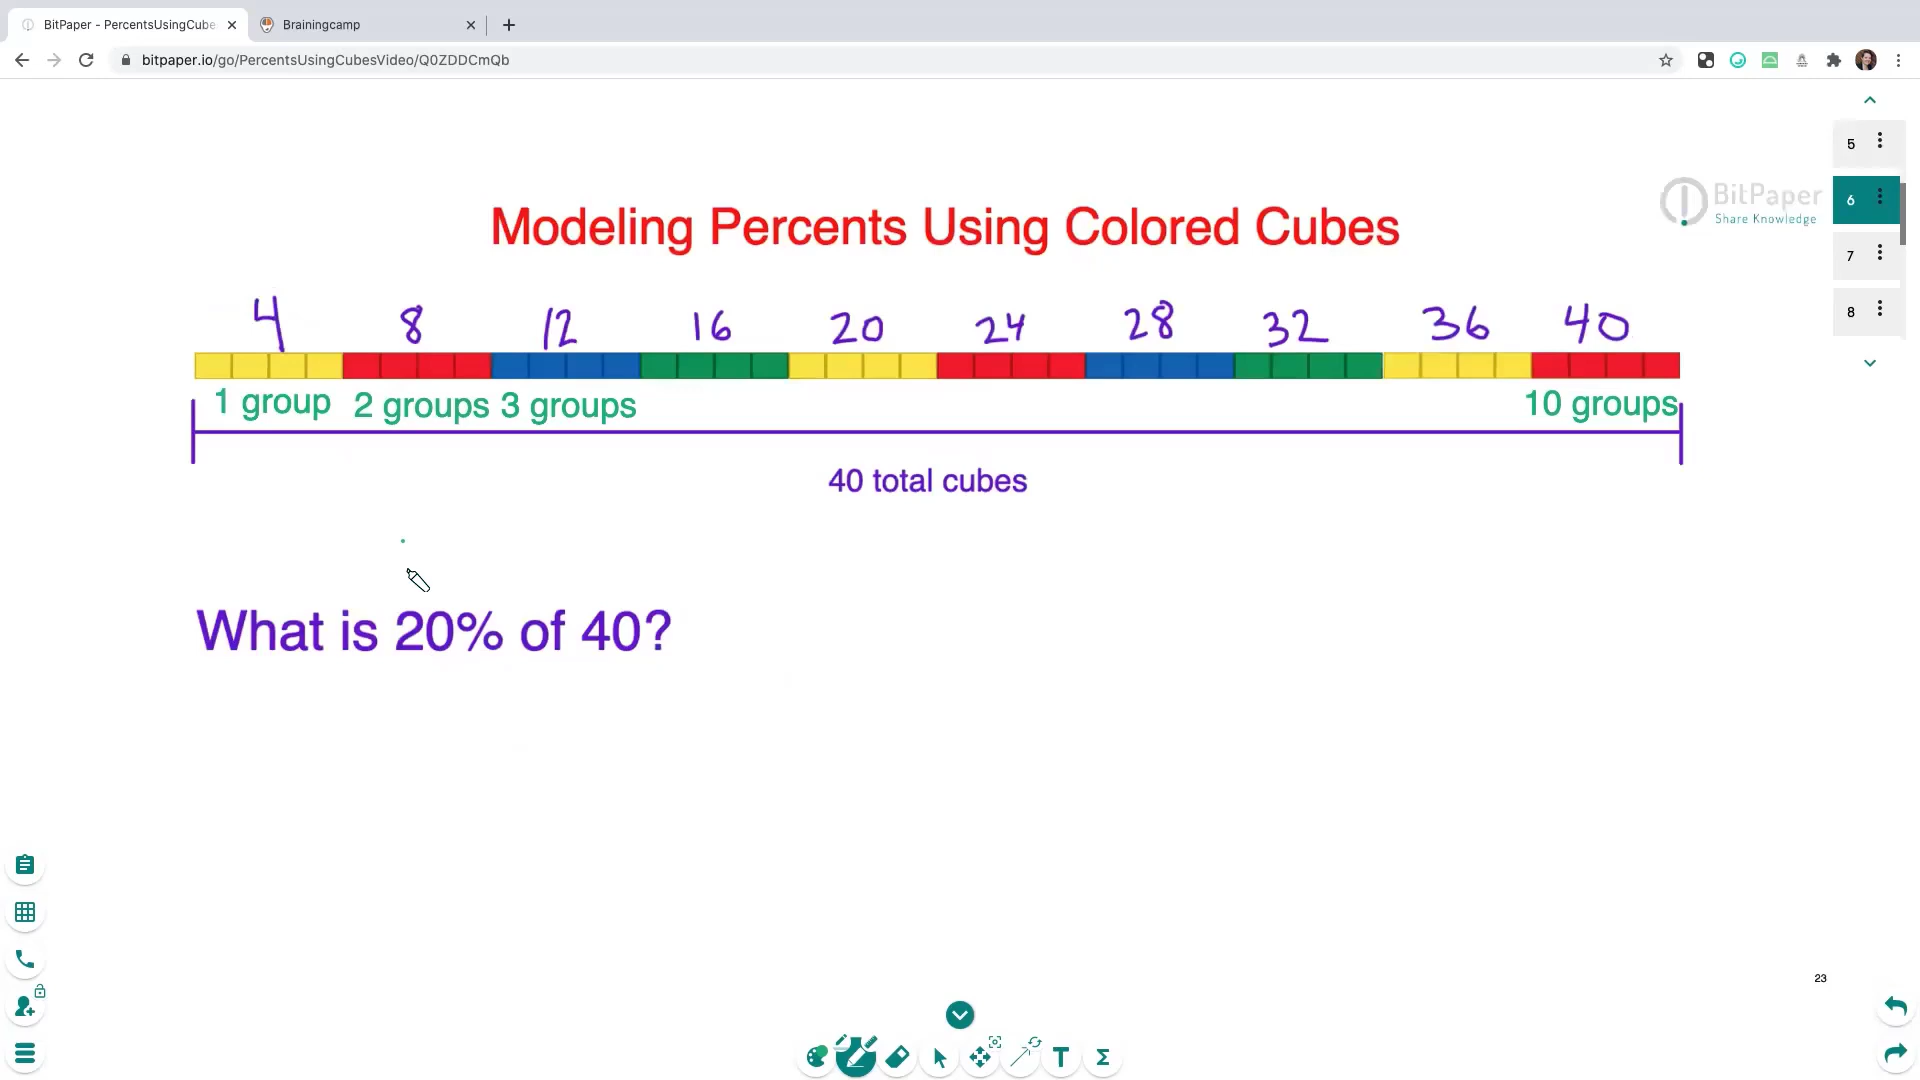 BitPaper - PercentsUsingCube
Brainingcamp
bitpaper.io/go/PercentsUsingCubesVideo/Q0ZDDCmQb
5
6
7
8
BitPaper
Share Knowledge
Modeling Percents Using Colored Cubes
4 8 12 16 20 24 28 32 36 40
1 group 2 groups 3 groups 10 groups
40 total cubes
What is 20% of 40?
23